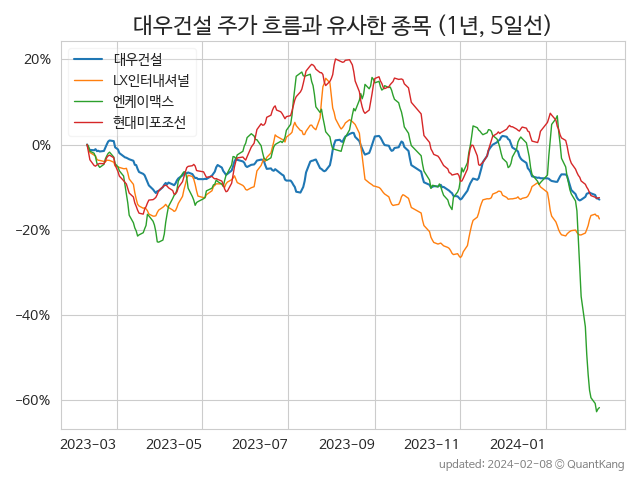 대우건설 주가 흐름과 유사한 종목 (1년, 5일선)
대우건설
LX인터내셔널
엔케이맥스
현대미포조선
20%
0%
−20%
−40%
−60%
2023-03 2023-05 2023-07 2023-09 2023-11 2024-01
updated: 2024-02-08 © QuantKang